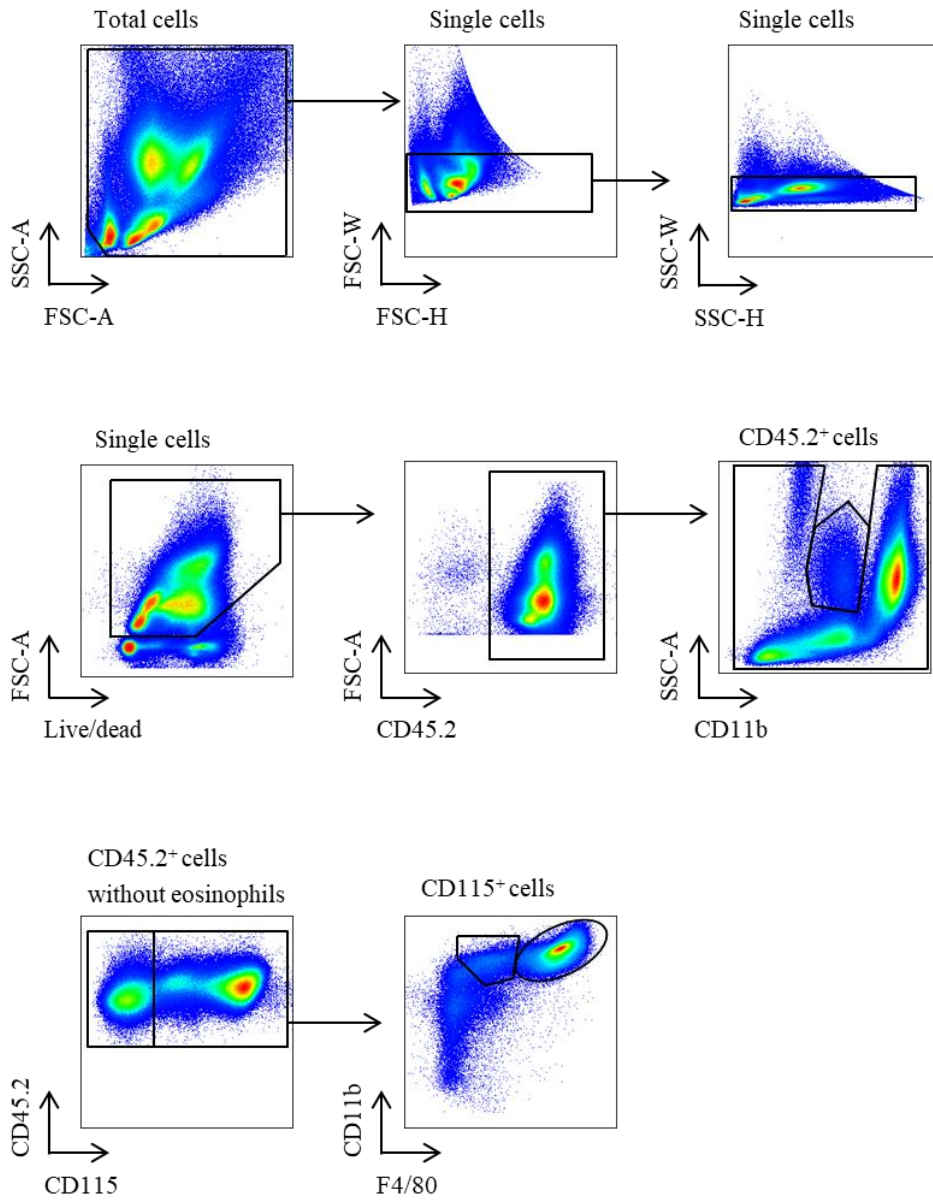 Total cells
Single cells
Single cells
SSC-A
FSC-W
SSC-W
FSC-A
FSC-H
SSC-H
Single cells
CD45.2⁺ cells
FSC-A
FSC-A
SSC-A
Live/dead
CD45.2
CD11b
CD45.2⁺ cells
without eosinophils
CD115⁺ cells
CD45.2
CD11b
CD115
F4/80